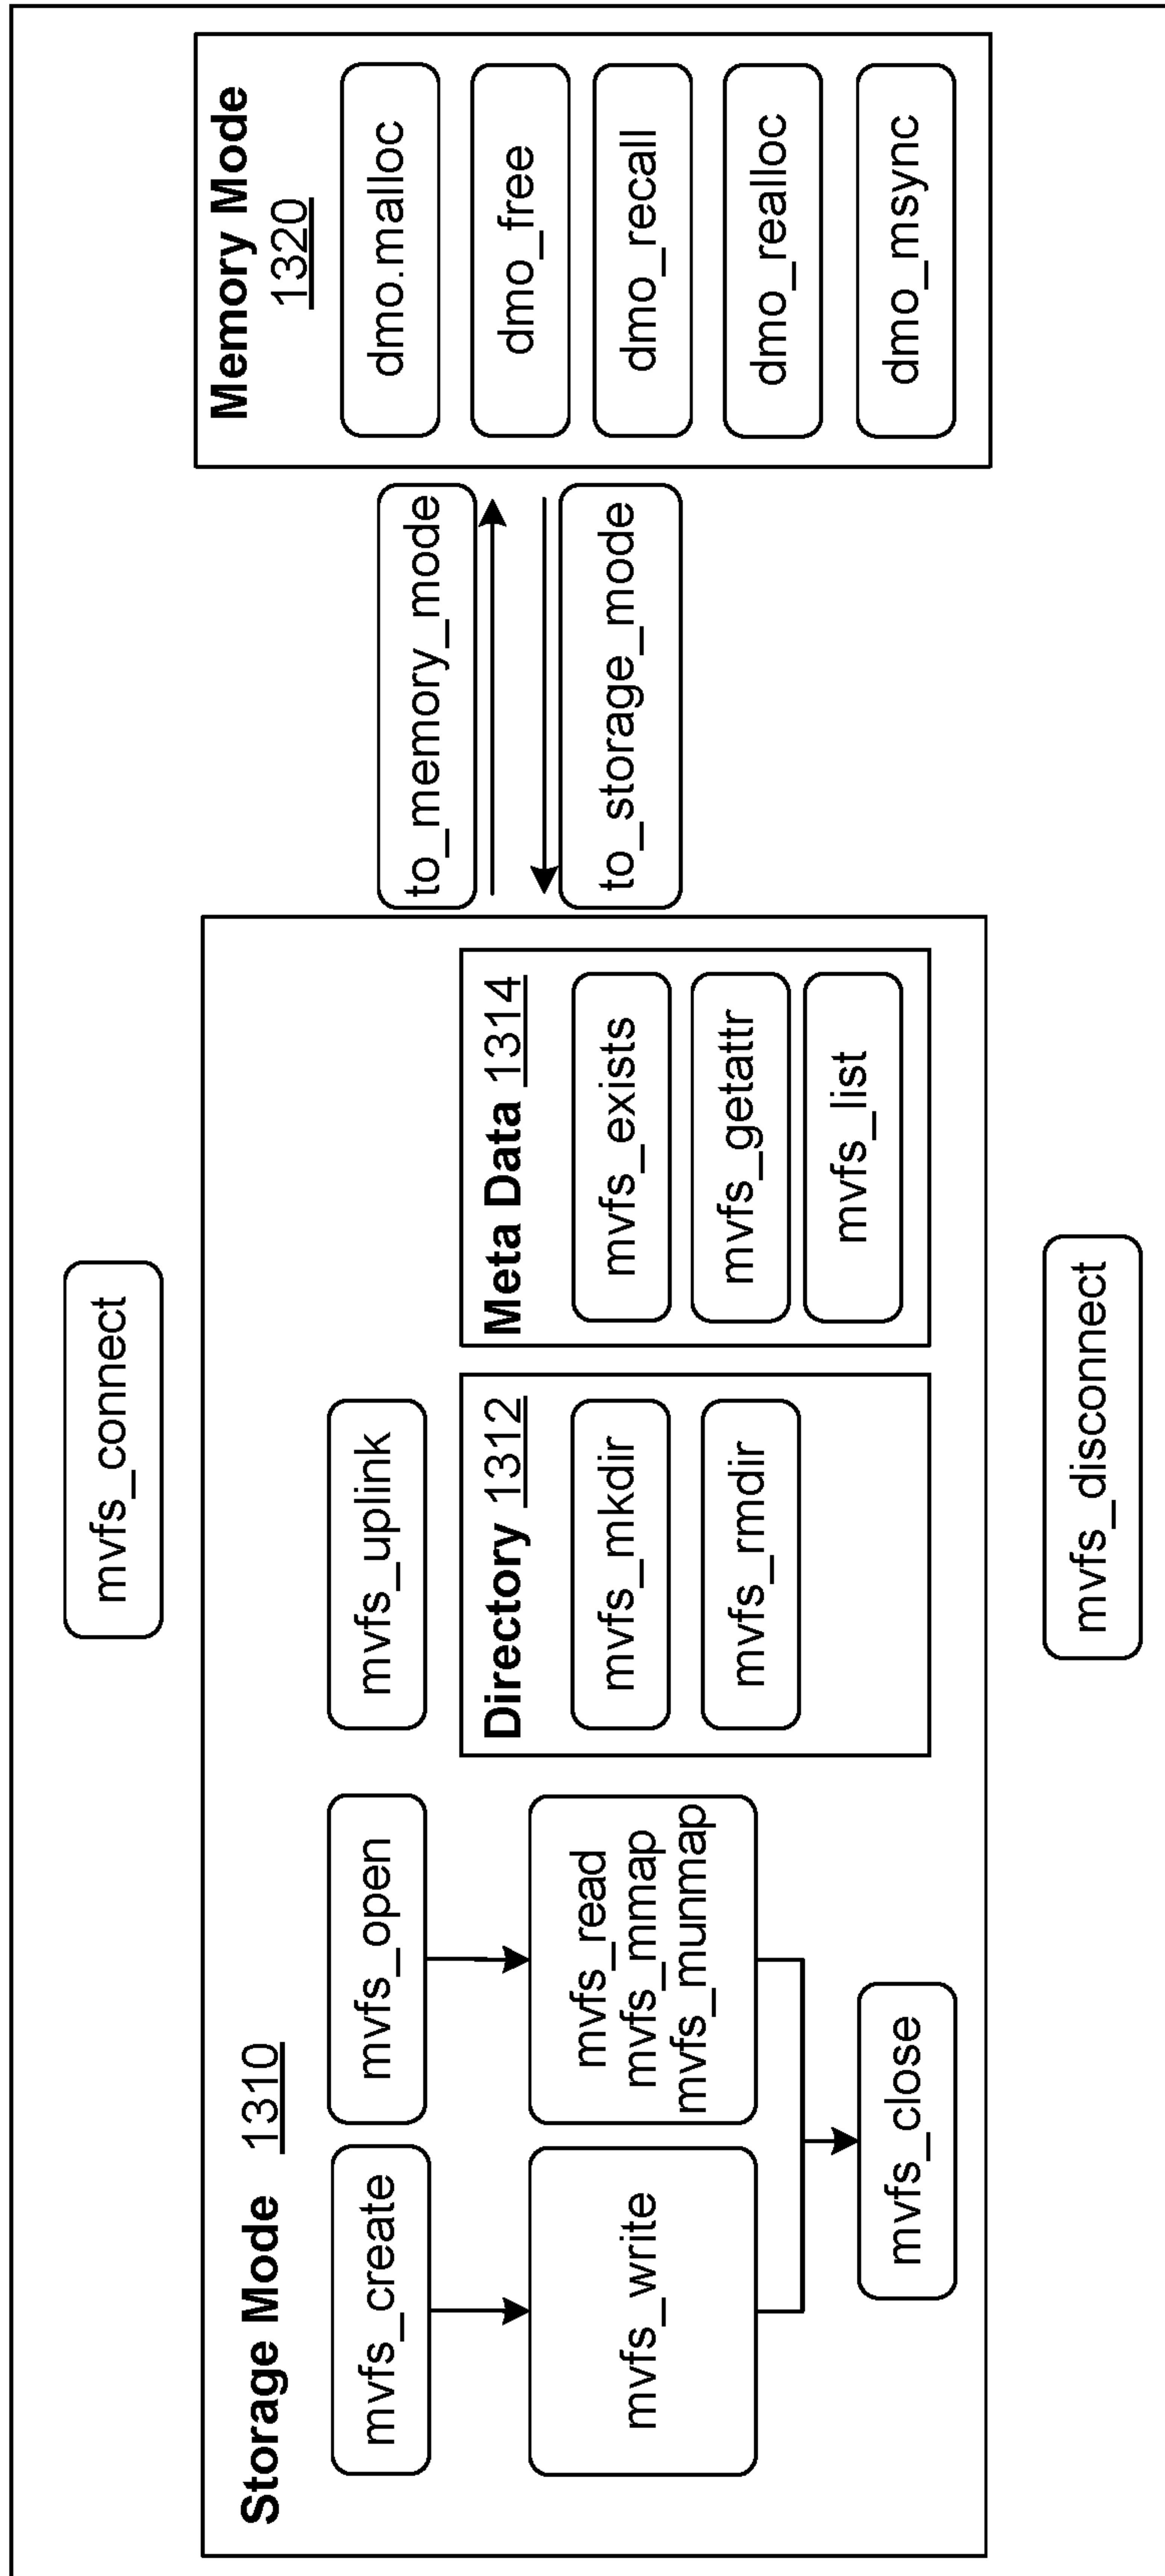 mvfs_connect
Storage Mode 1310
mvfs_create
mvfs_open
mvfs_uplink
mvfs_write
mvfs_read
mvfs_mmap
mvfs_munmap
mvfs_close
Directory 1312
mvfs_mkdir
mvfs_rmdir
Meta Data 1314
mvfs_exists
mvfs_getattr
mvfs_list
to_memory_mode
to_storage_mode
Memory Mode
1320
dmo.malloc
dmo_free
dmo_recall
dmo_realloc
dmo_msync
mvfs_disconnect